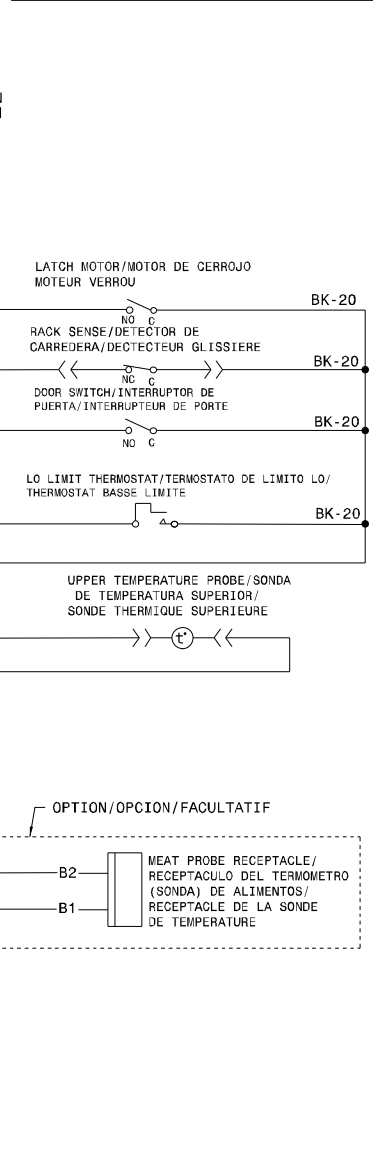 LATCH MOTOR/MOTOR DE CERROJO
MOTEUR VERROU
BK-20
NO C
RACK SENSE/DETECTOR DE
CARREDERA/DECTECTEUR GLISSIERE
BK-20
NC C
DOOR SWITCH/INTERRUPTOR DE
PUERTA/INTERRUPTEUR DE PORTE
BK-20
NO C
LO LIMIT THERMOSTAT/TERMOSTATO DE LIMITO LO/
THERMOSTAT BASSE LIMITE
BK-20
UPPER TEMPERATURE PROBE/SONDA
DE TEMPERATURA SUPERIOR/
SONDE THERMIQUE SUPERIEURE
t°
OPTION/OPCION/FACULTATIF
B2
B1
MEAT PROBE RECEPTACLE/
RECEPTACULO DEL TERMOMETRO
(SONDA) DE ALIMENTOS/
RECEPTACLE DE LA SONDE
DE TEMPERATURE